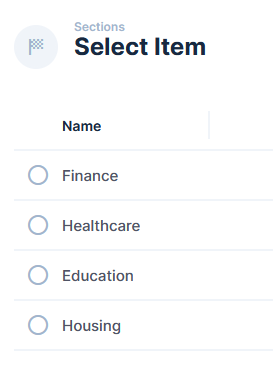 Sections
Select Item
Name
Finance
Healthcare
Education
Housing